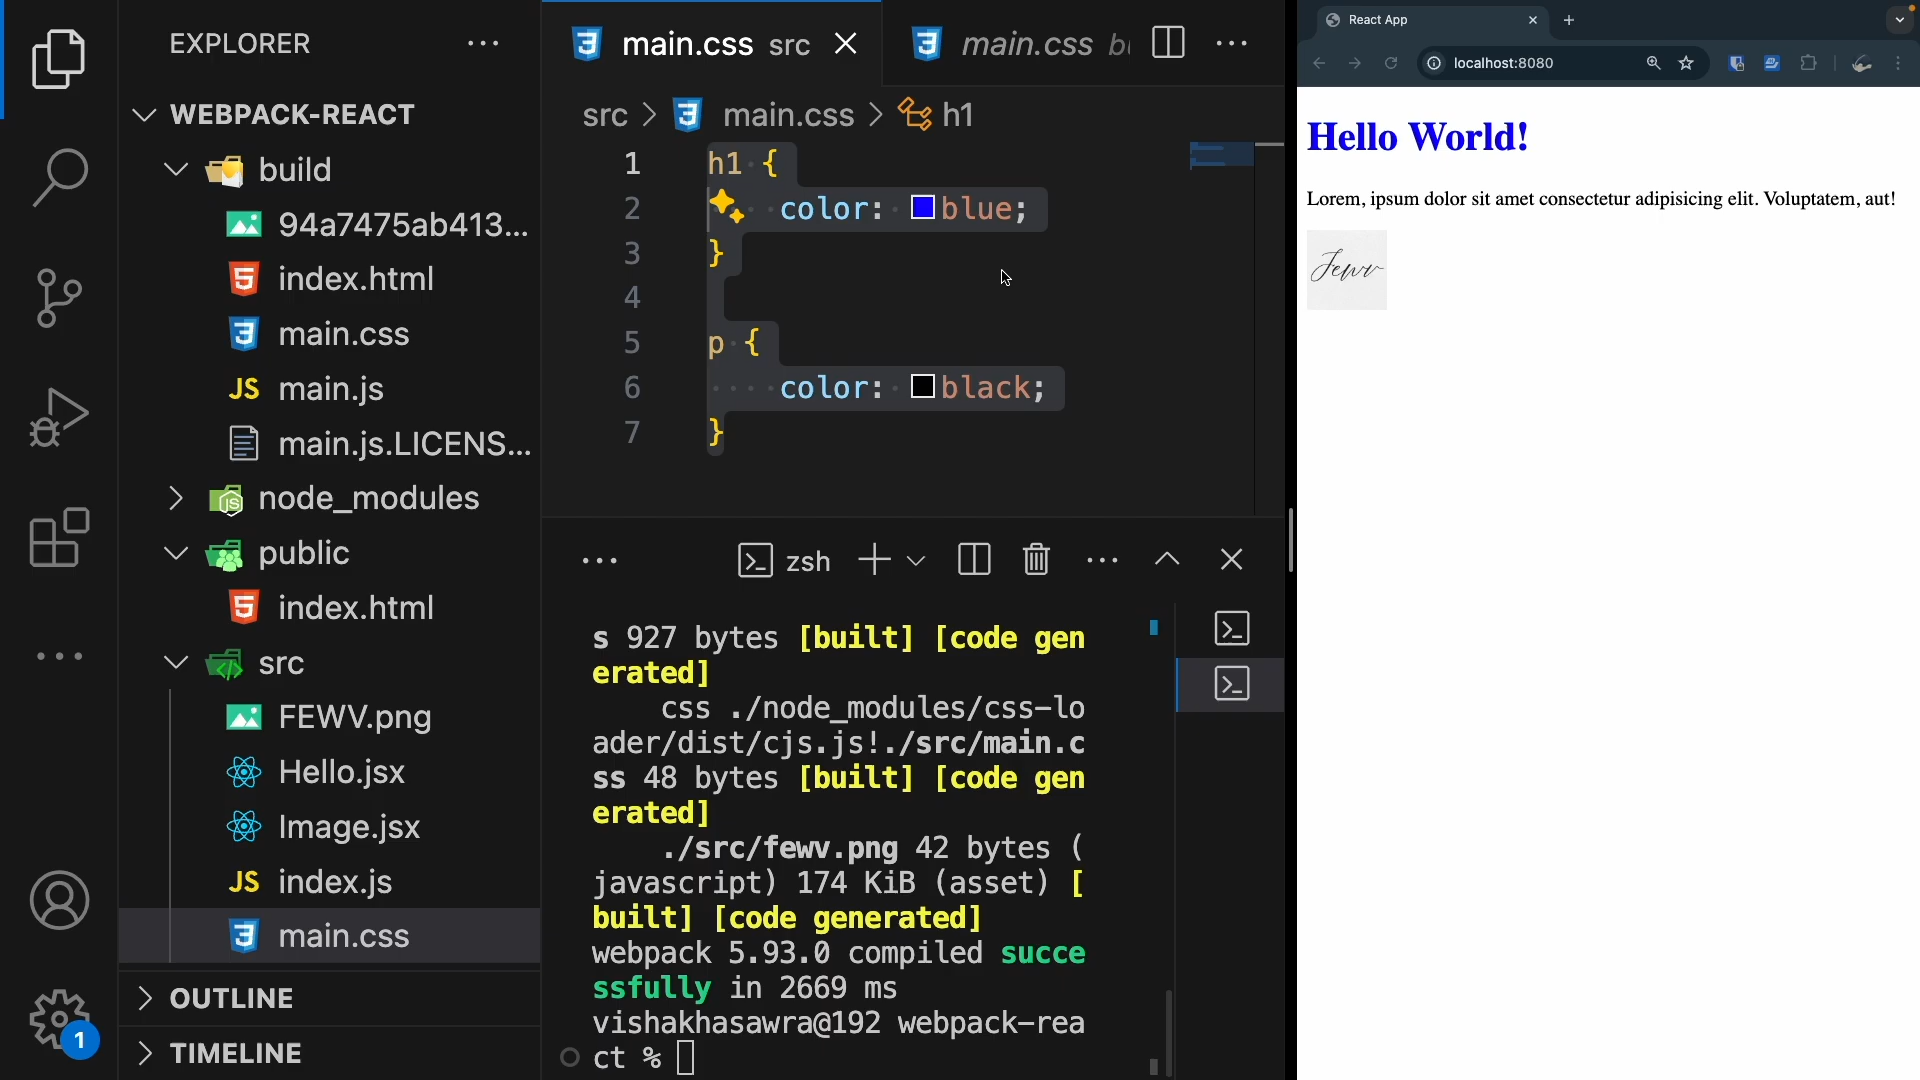 EXPLORER
WEBPACK-REACT
build
94a7475ab413...
index.html
main.css
JS main.js
main.js.LICENS...
node_modules
public
index.html
src
FEWV.png
Hello.jsx
Image.jsx
JS index.js
main.css
OUTLINE
TIMELINE
1
main.css src
main.css
src > main.css > h1
1 h1 {
2 color: blue;
3 }
4
5 p {
6 color: black;
7 }
zsh
s 927 bytes [built] [code gen
erated]
css ./node_modules/css-lo
ader/dist/cjs.js!./src/main.c
ss 48 bytes [built] [code gen
erated]
./src/fewv.png 42 bytes (
javascript) 174 KiB (asset) [
built] [code generated]
webpack 5.93.0 compiled succe
ssfully in 2669 ms
vishakhasawra@192 webpack-rea
ct %
React App
localhost:8080
Hello World!
Lorem, ipsum dolor sit amet consectetur adipisicing elit. Voluptatem, aut!
Fewv